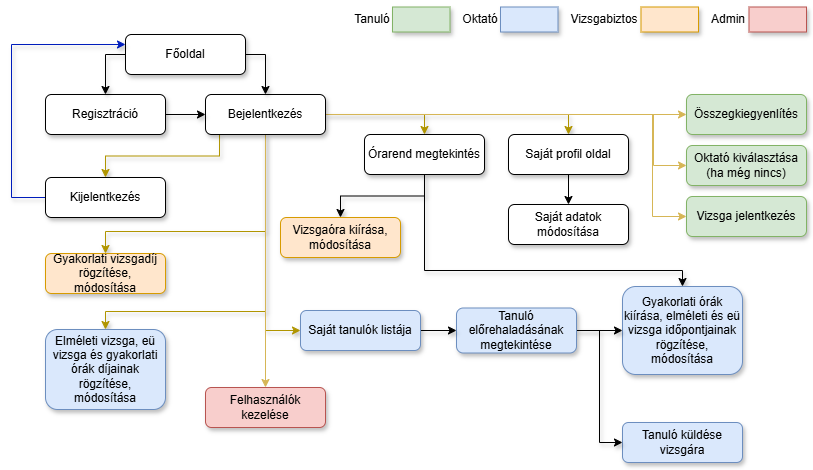 Tanuló
Oktató
Vizsgabiztos
Admin
Főoldal
Regisztráció
Bejelentkezés
Összegkiegyenlítés
Órarend megtekintés
Saját profil oldal
Oktató kiválasztása
(ha még nincs)
Kijelentkezés
Vizsgaóra kiírása,
módosítása
Saját adatok
módosítása
Vizsga jelentkezés
Gyakorlati vizsgadíj
rögzítése,
módosítása
Elméleti vizsga, eü
vizsga és gyakorlati
órák díjainak
rögzítése,
módosítása
Saját tanulók listája
Tanuló
előrehaladásának
megtekintése
Gyakorlati órák
kiírása, elméleti és eü
vizsga időpontjainak
rögzítése,
módosítása
Felhasználók
kezelése
Tanuló küldése
vizsgára